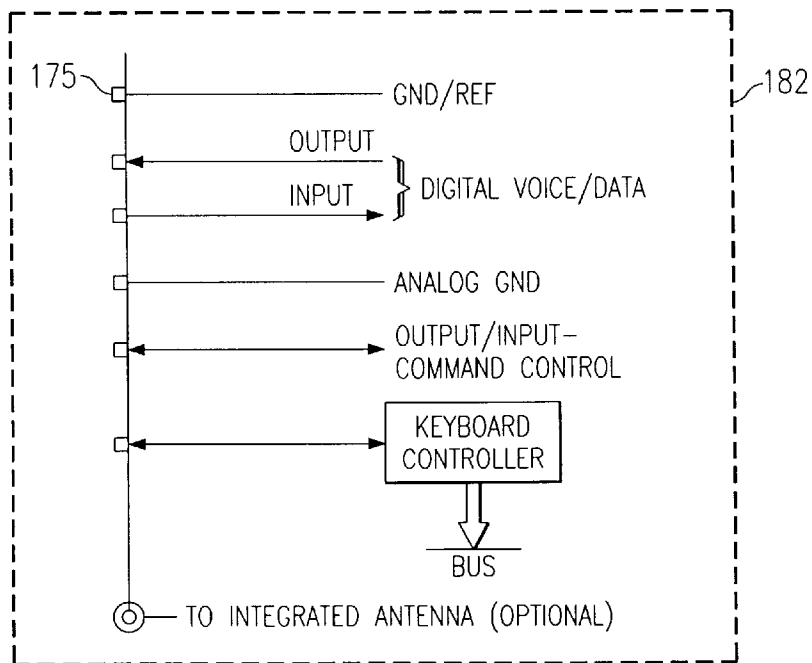 175
GND/REF
182
OUTPUT
DIGITAL VOICE/DATA
INPUT
ANALOG GND
OUTPUT/INPUT-
COMMAND CONTROL
KEYBOARD
CONTROLLER
BUS
TO INTEGRATED ANTENNA (OPTIONAL)